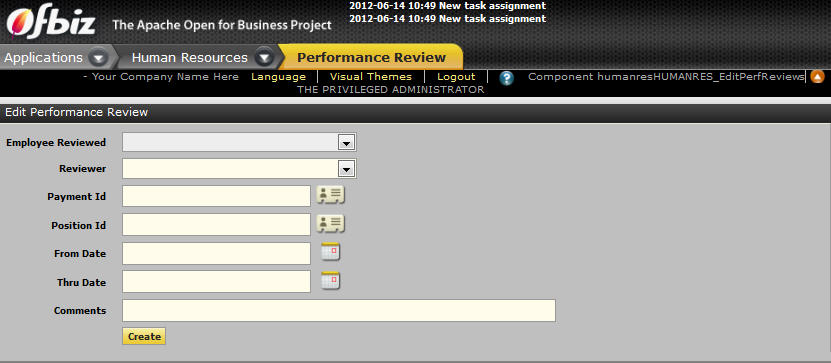 Ofbiz The Apache Open for Business Project
2012-06-14 10:49 New task assignment
2012-06-14 10:49 New task assignment
Applications Human Resources Performance Review
- Your Company Name Here Language Visual Themes Logout ? Component humanresHUMANRES_EditPerfReviews
THE PRIVILEGED ADMINISTRATOR
Edit Performance Review
Employee Reviewed
Reviewer
Payment Id
Position Id
From Date
Thru Date
Comments
Create